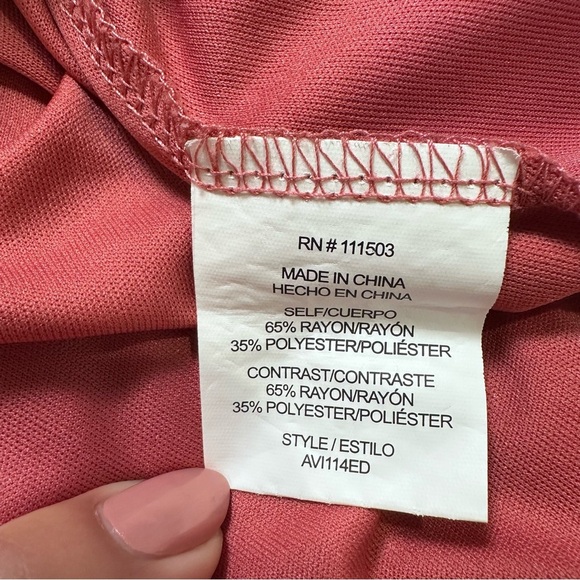 RN # 111503
MADE IN CHINA
HECHO EN CHINA
SELF/CUERPO
65% RAYON/RAYÓN
35% POLYESTER/POLIÉSTER
CONTRAST/CONTRASTE
65% RAYON/RAYÓN
35% POLYESTER/POLIÉSTER
STYLE / ESTILO
AVI114ED